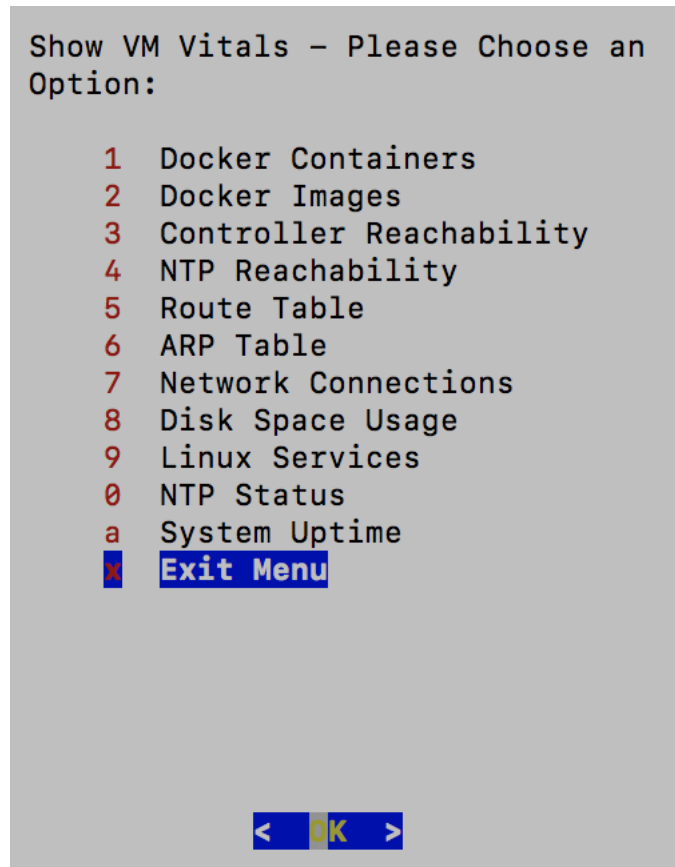 Show VM Vitals – Please Choose an
Option:
1 Docker Containers
2 Docker Images
3 Controller Reachability
4 NTP Reachability
5 Route Table
6 ARP Table
7 Network Connections
8 Disk Space Usage
9 Linux Services
0 NTP Status
a System Uptime
x Exit Menu
< OK >